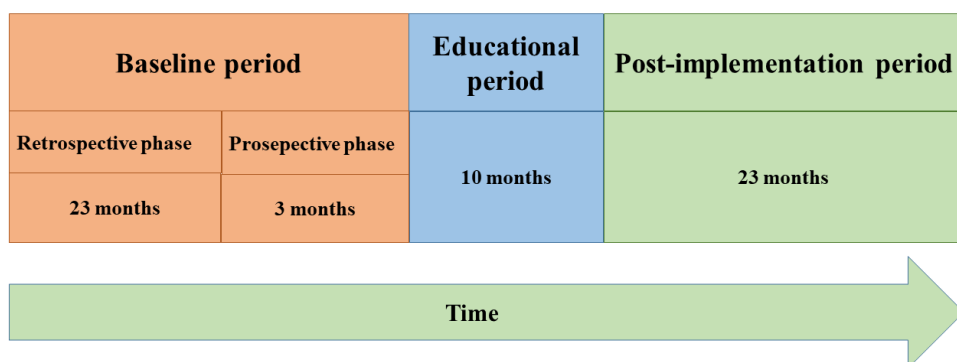 Baseline period
Educational
period
Post-implementation period
Retrospective phase
Prosepective phase
23 months
3 months
10 months
23 months
Time